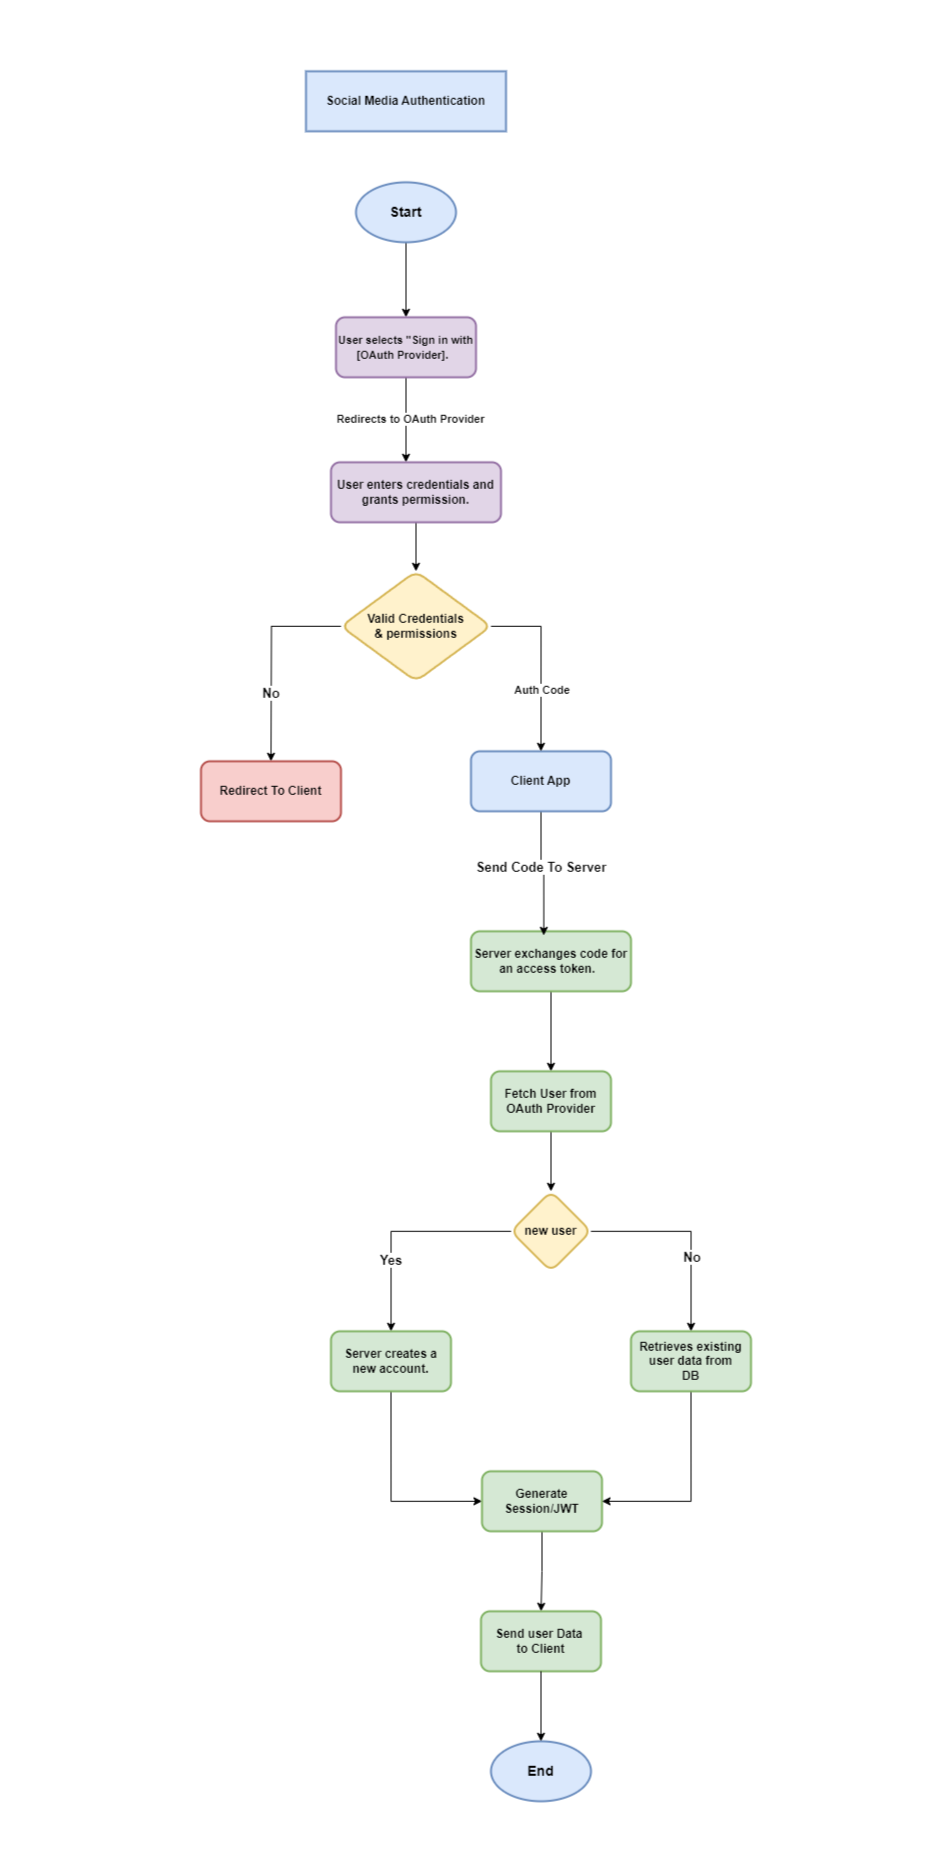 Social Media Authentication
Start
User selects "Sign in with
[OAuth Provider].
Redirects to OAuth Provider
User enters credentials and
grants permission.
Valid Credentials
& permissions
No
Auth Code
Redirect To Client
Client App
Send Code To Server
Server exchanges code for
an access token.
Fetch User from
OAuth Provider
new user
Yes
No
Server creates a
new account.
Retrieves existing
user data from
DB
Generate
Session/JWT
Send user Data
to Client
End